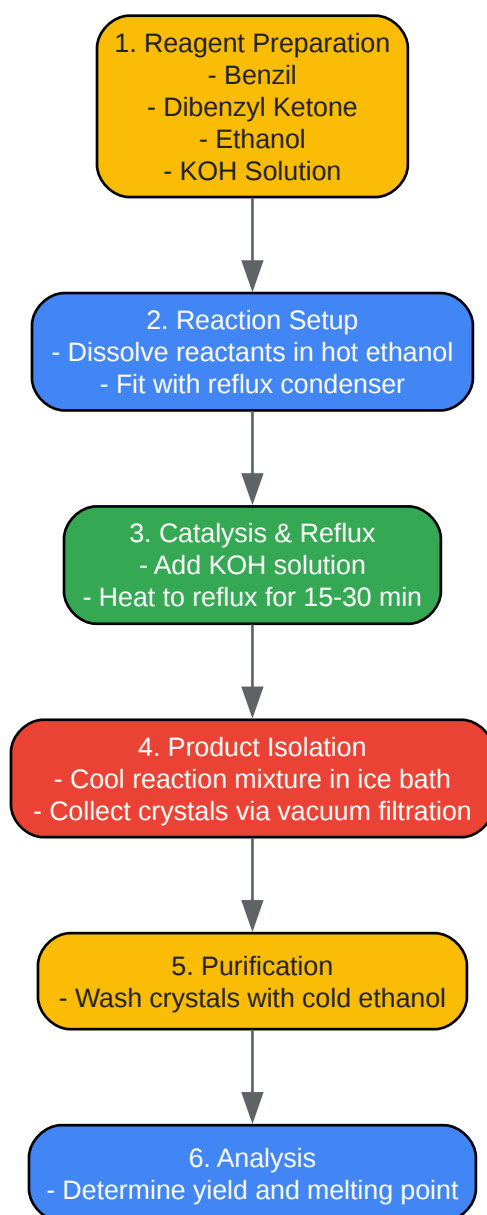 1. Reagent Preparation
- Benzil
- Dibenzyl Ketone
- Ethanol
- KOH Solution
2. Reaction Setup
- Dissolve reactants in hot ethanol
- Fit with reflux condenser
3. Catalysis & Reflux
- Add KOH solution
- Heat to reflux for 15-30 min
4. Product Isolation
- Cool reaction mixture in ice bath
- Collect crystals via vacuum filtration
5. Purification
- Wash crystals with cold ethanol
6. Analysis
- Determine yield and melting point